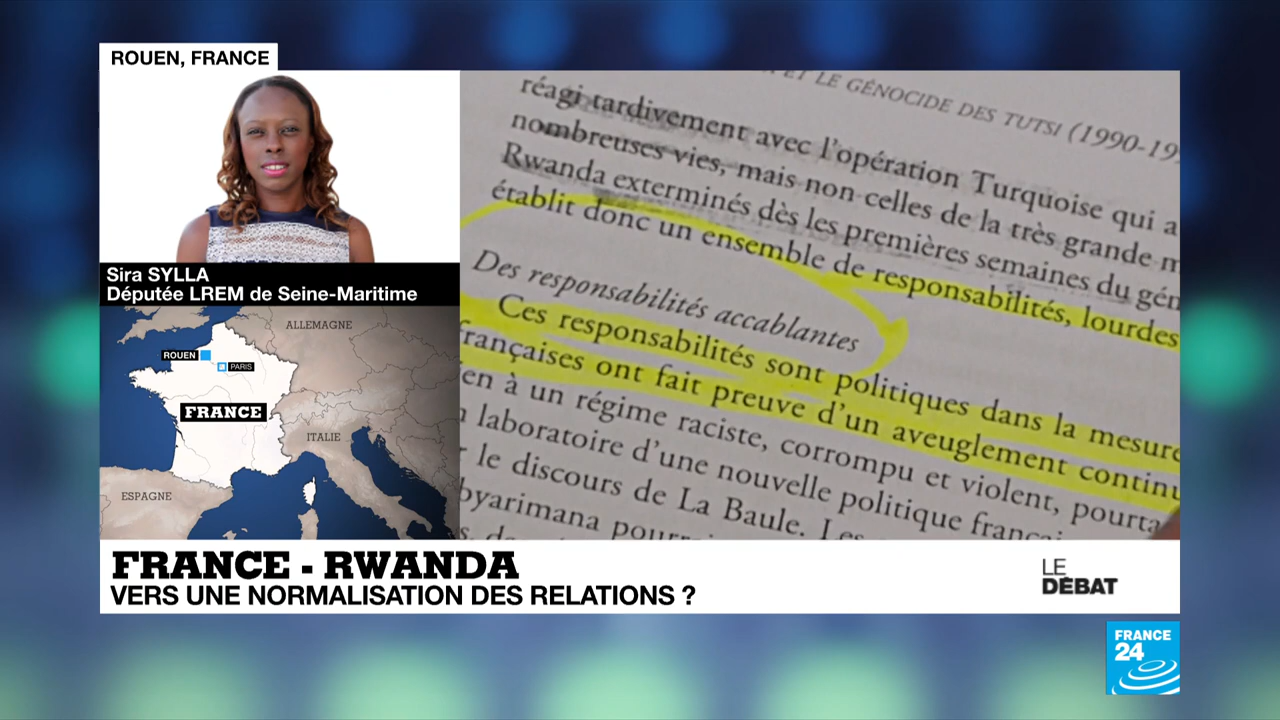 ROUEN, FRANCE
Sira SYLLA
Députée LREM de Seine-Maritime
ALLEMAGNE
ROUEN
PARIS
FRANCE
ITALIE
ESPAGNE
ET LE GÉNOCIDE DES TUTSI (1990-19
réagi tardivement avec l'opération Turquoise qui a
nombreuses vies, mais non celles de la très grande m
Rwanda exterminés dès les premières semaines du gén
établit donc un ensemble de responsabilités, lourdes
Des responsabilités accablantes
Ces responsabilités sont politiques dans la mesure
françaises ont fait preuve d'un aveuglement continu
en à un régime raciste, corrompu et violent, pourta
laboratoire d'une nouvelle politique françai
le discours de La Baule. Les
byarimana
FRANCE - RWANDA
VERS UNE NORMALISATION DES RELATIONS ?
LE
DÉBAT
FRANCE
24